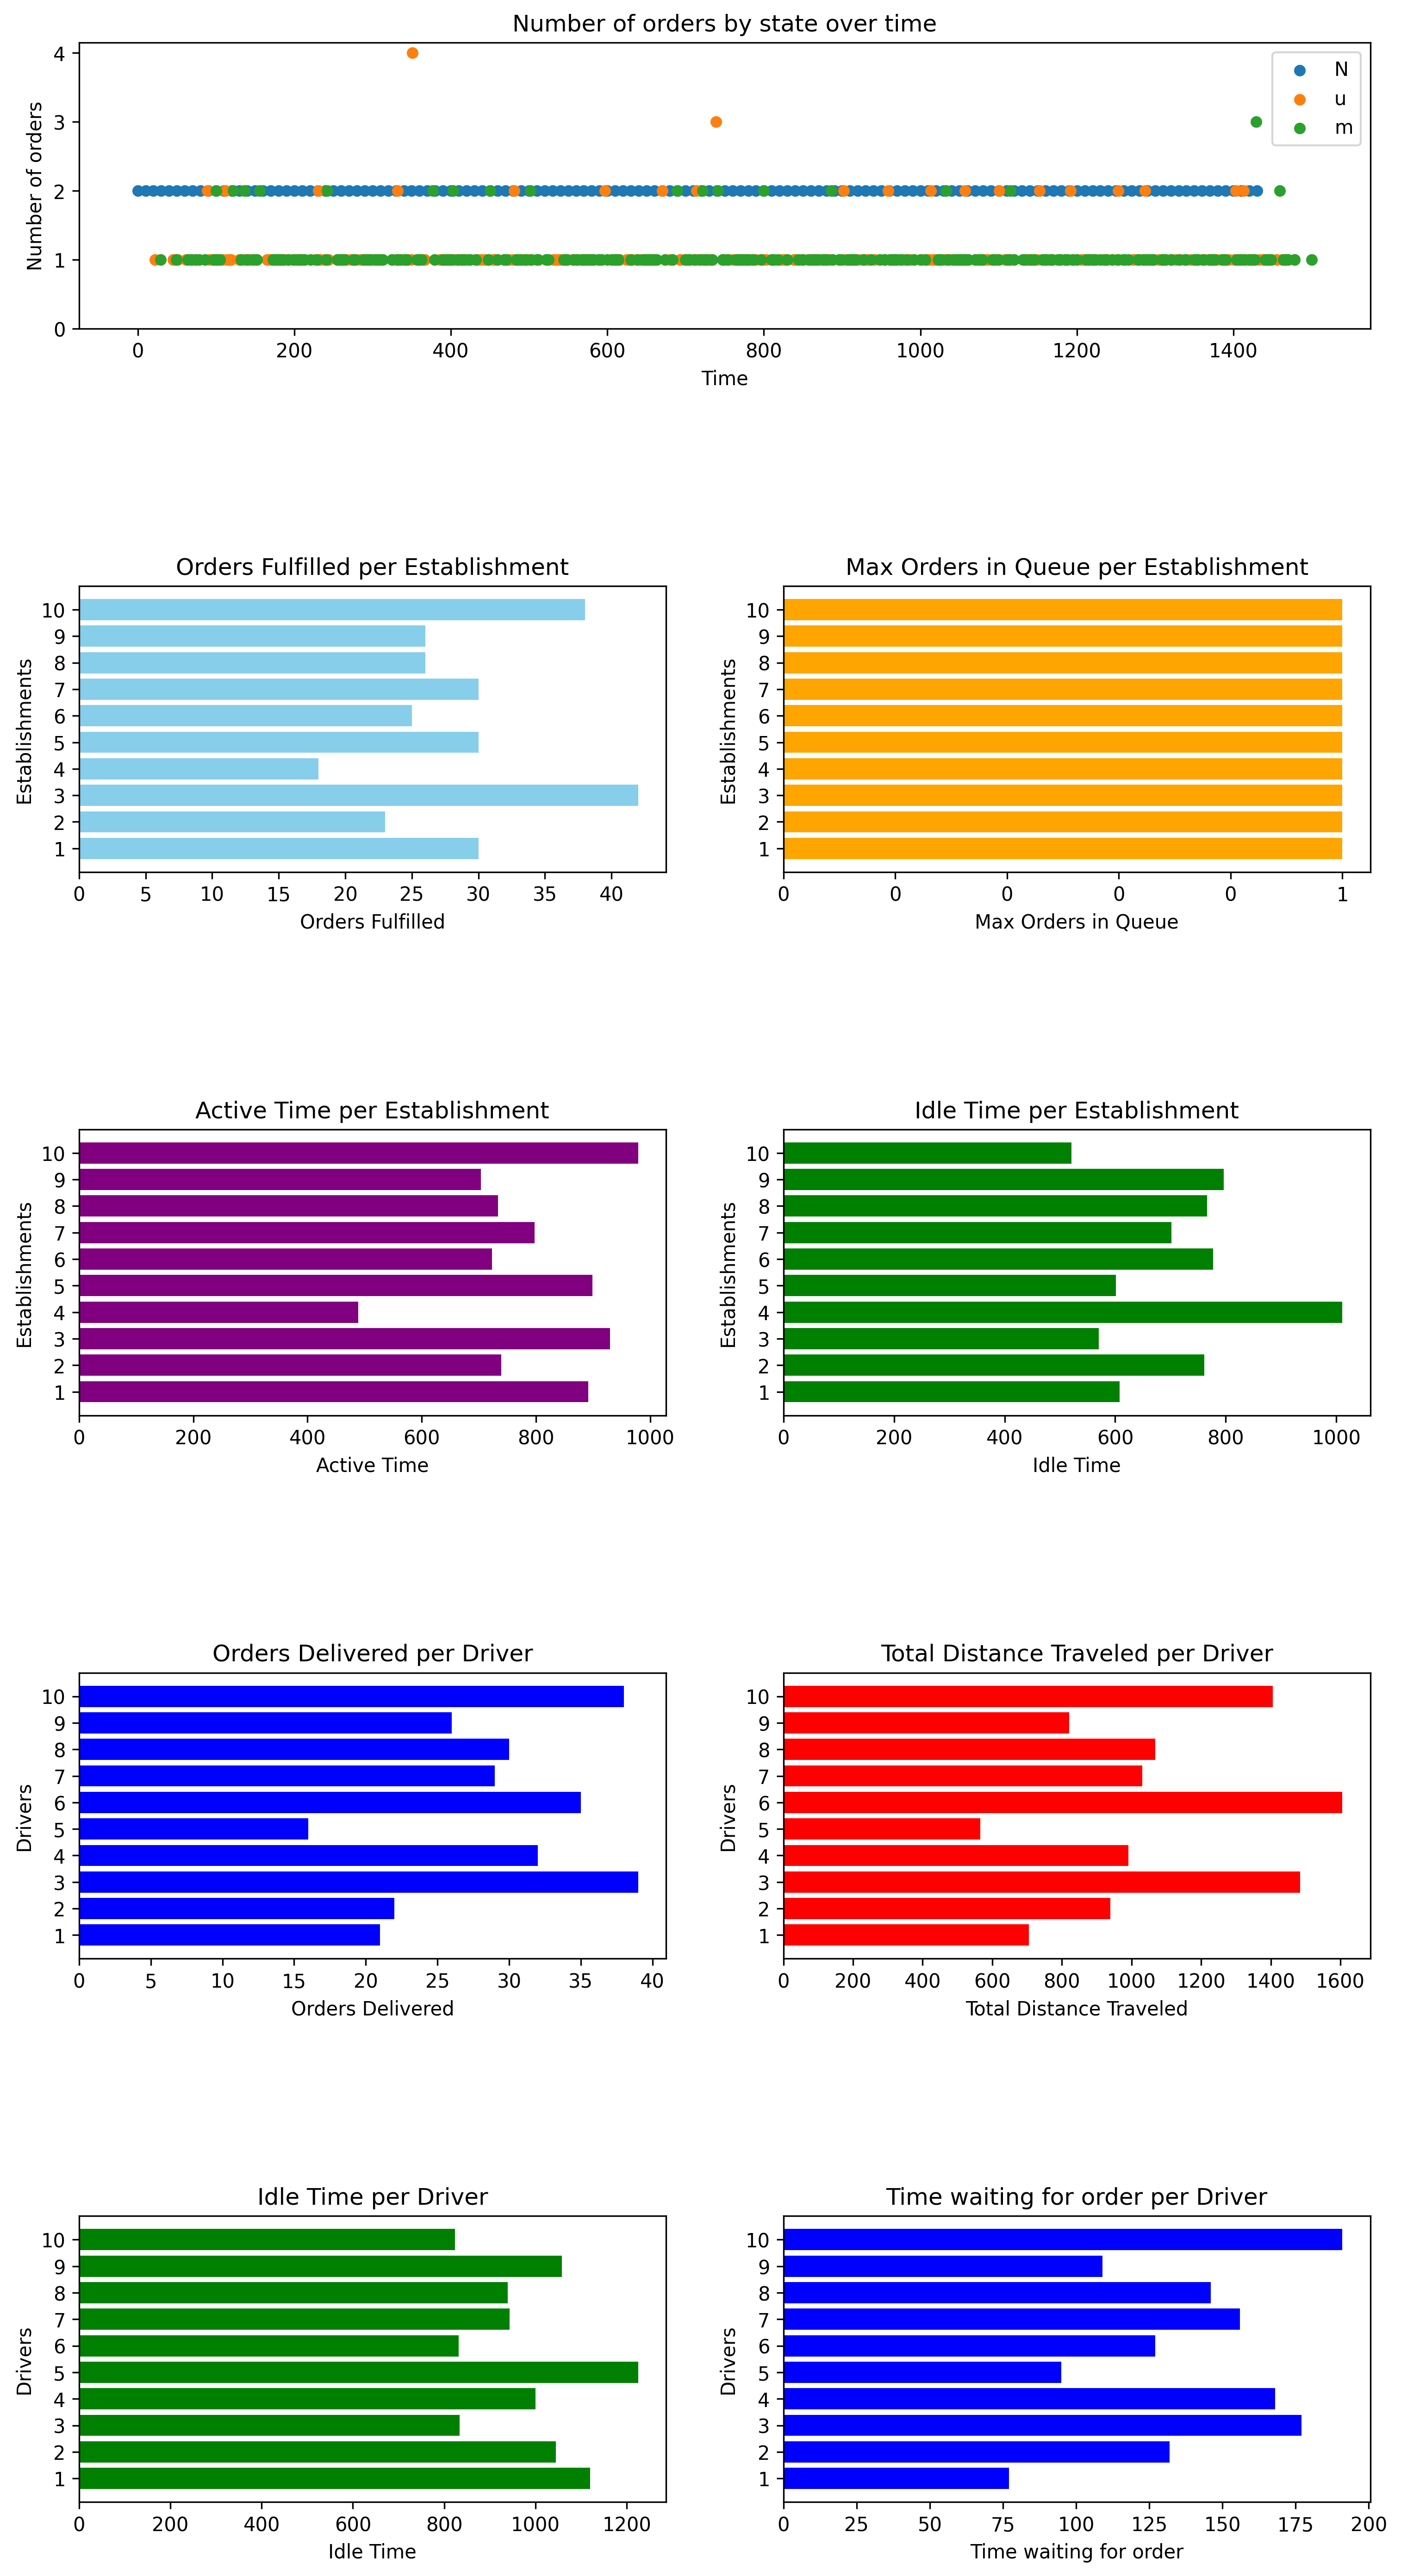 Number of orders by state over time
Number of orders
4
3
2
1
0
N
u
m
0 200 400 600 800 1000 1200 1400
Time
Orders Fulfilled per Establishment
Establishments
10
9
8
7
6
5
4
3
2
1
0 5 10 15 20 25 30 35 40
Orders Fulfilled
Max Orders in Queue per Establishment
Establishments
10
9
8
7
6
5
4
3
2
1
0 0 0 0 0 1
Max Orders in Queue
Active Time per Establishment
Establishments
10
9
8
7
6
5
4
3
2
1
0 200 400 600 800 1000
Active Time
Idle Time per Establishment
Establishments
10
9
8
7
6
5
4
3
2
1
0 200 400 600 800 1000
Idle Time
Orders Delivered per Driver
Drivers
10
9
8
7
6
5
4
3
2
1
0 5 10 15 20 25 30 35 40
Orders Delivered
Total Distance Traveled per Driver
Drivers
10
9
8
7
6
5
4
3
2
1
0 200 400 600 800 1000 1200 1400 1600
Total Distance Traveled
Idle Time per Driver
Drivers
10
9
8
7
6
5
4
3
2
1
0 200 400 600 800 1000 1200
Idle Time
Time waiting for order per Driver
Drivers
10
9
8
7
6
5
4
3
2
1
0 25 50 75 100 125 150 175 200
Time waiting for order